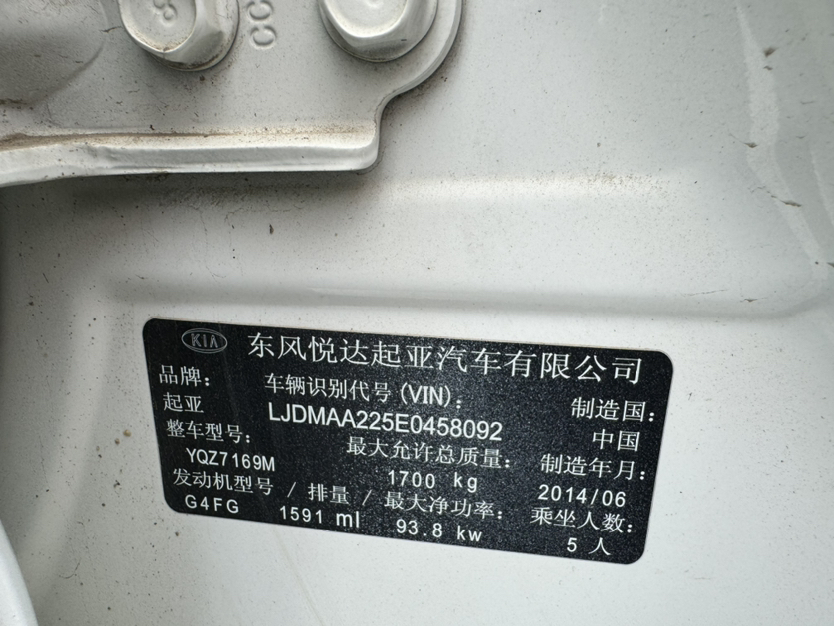 CC
KIA 东风悦达起亚汽车有限公司
品牌： 车辆识别代号 (VIN)： 制造国：
起亚 LJDMAA225E0458092 中国
整车型号： 最大允许总质量： 制造年月：
YQZ7169M 1700 kg 2014/06
发动机型号 / 排量 / 最大净功率： 乘坐人数：
G4FG 1591 ml 93.8 kw 5 人